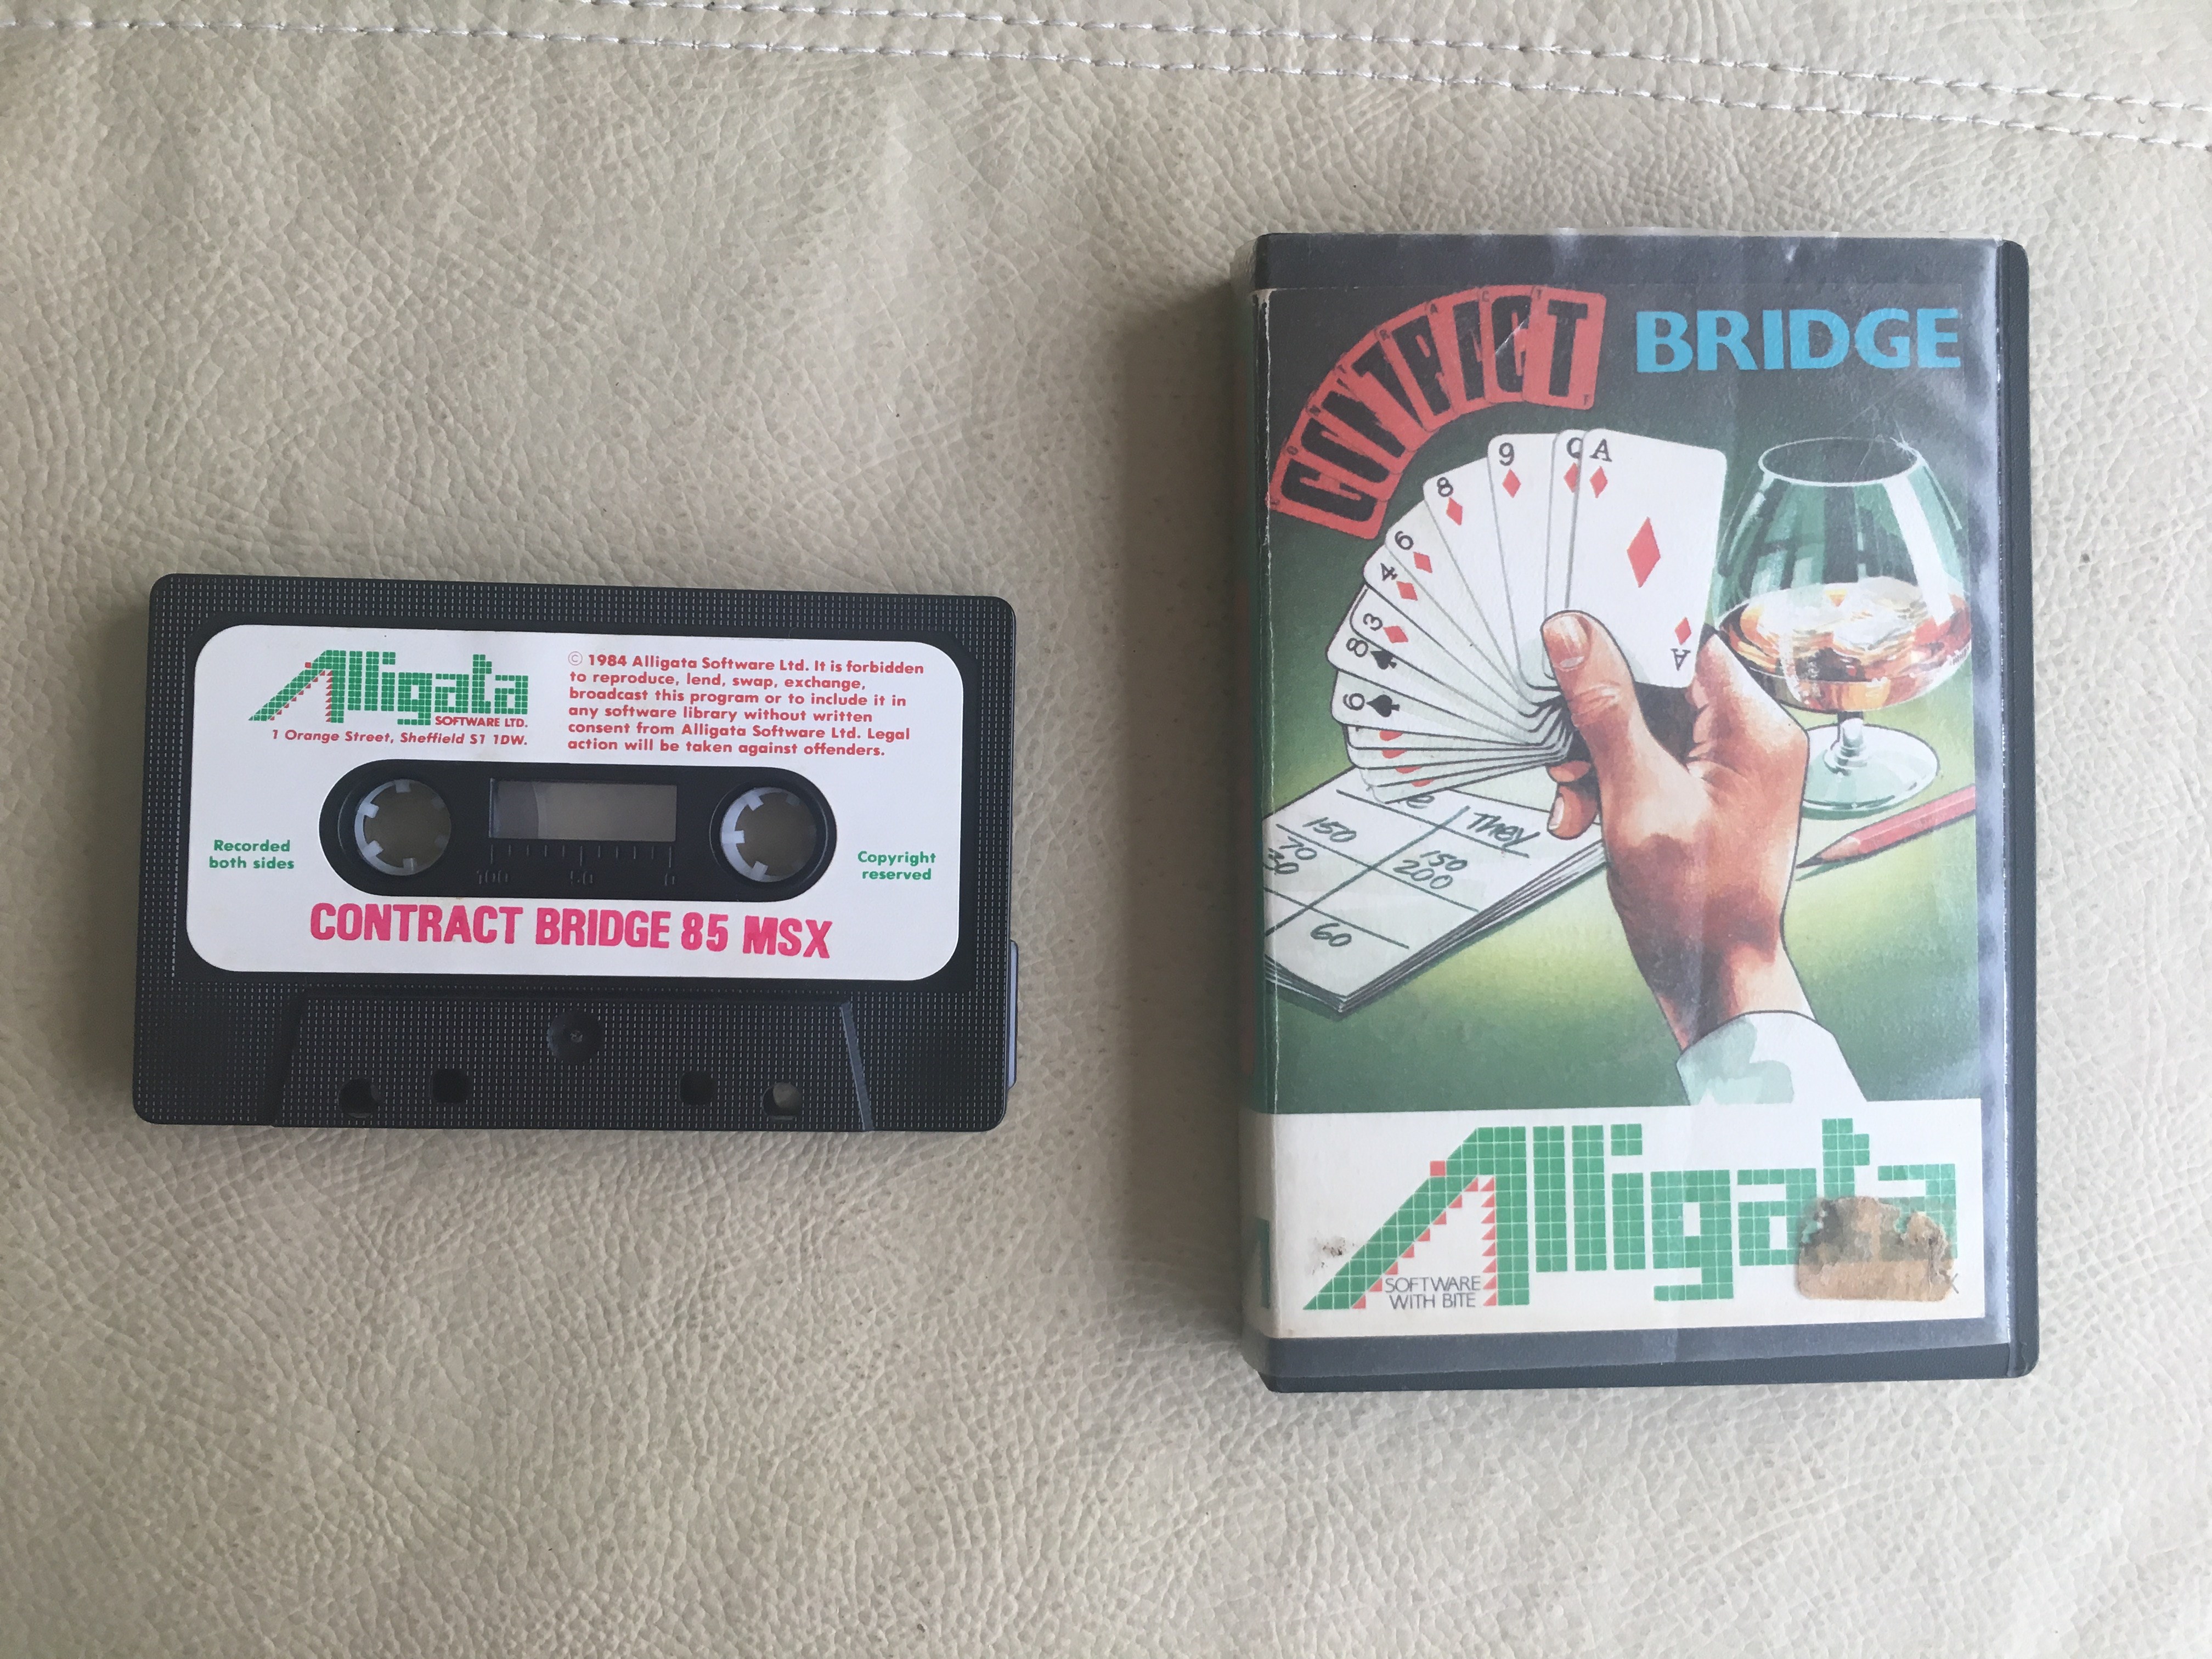 Alligata
SOFTWARE LTD.
1 Orange Street, Sheffield S1 1DW.
© 1984 Alligata Software Ltd. It is forbidden
to reproduce, lend, swap, exchange,
broadcast this program or to include it in
any software library without written
consent from Alligata Software Ltd. Legal
action will be taken against offenders.
Recorded
both sides
100 50 0
Copyright
reserved
CONTRACT BRIDGE 85 MSX
CONTRACT BRIDGE
9 Q A
8
6
4
3
8
9
A
They
150 150
70 200
30
60
Alligata
SOFTWARE
WITH BITE